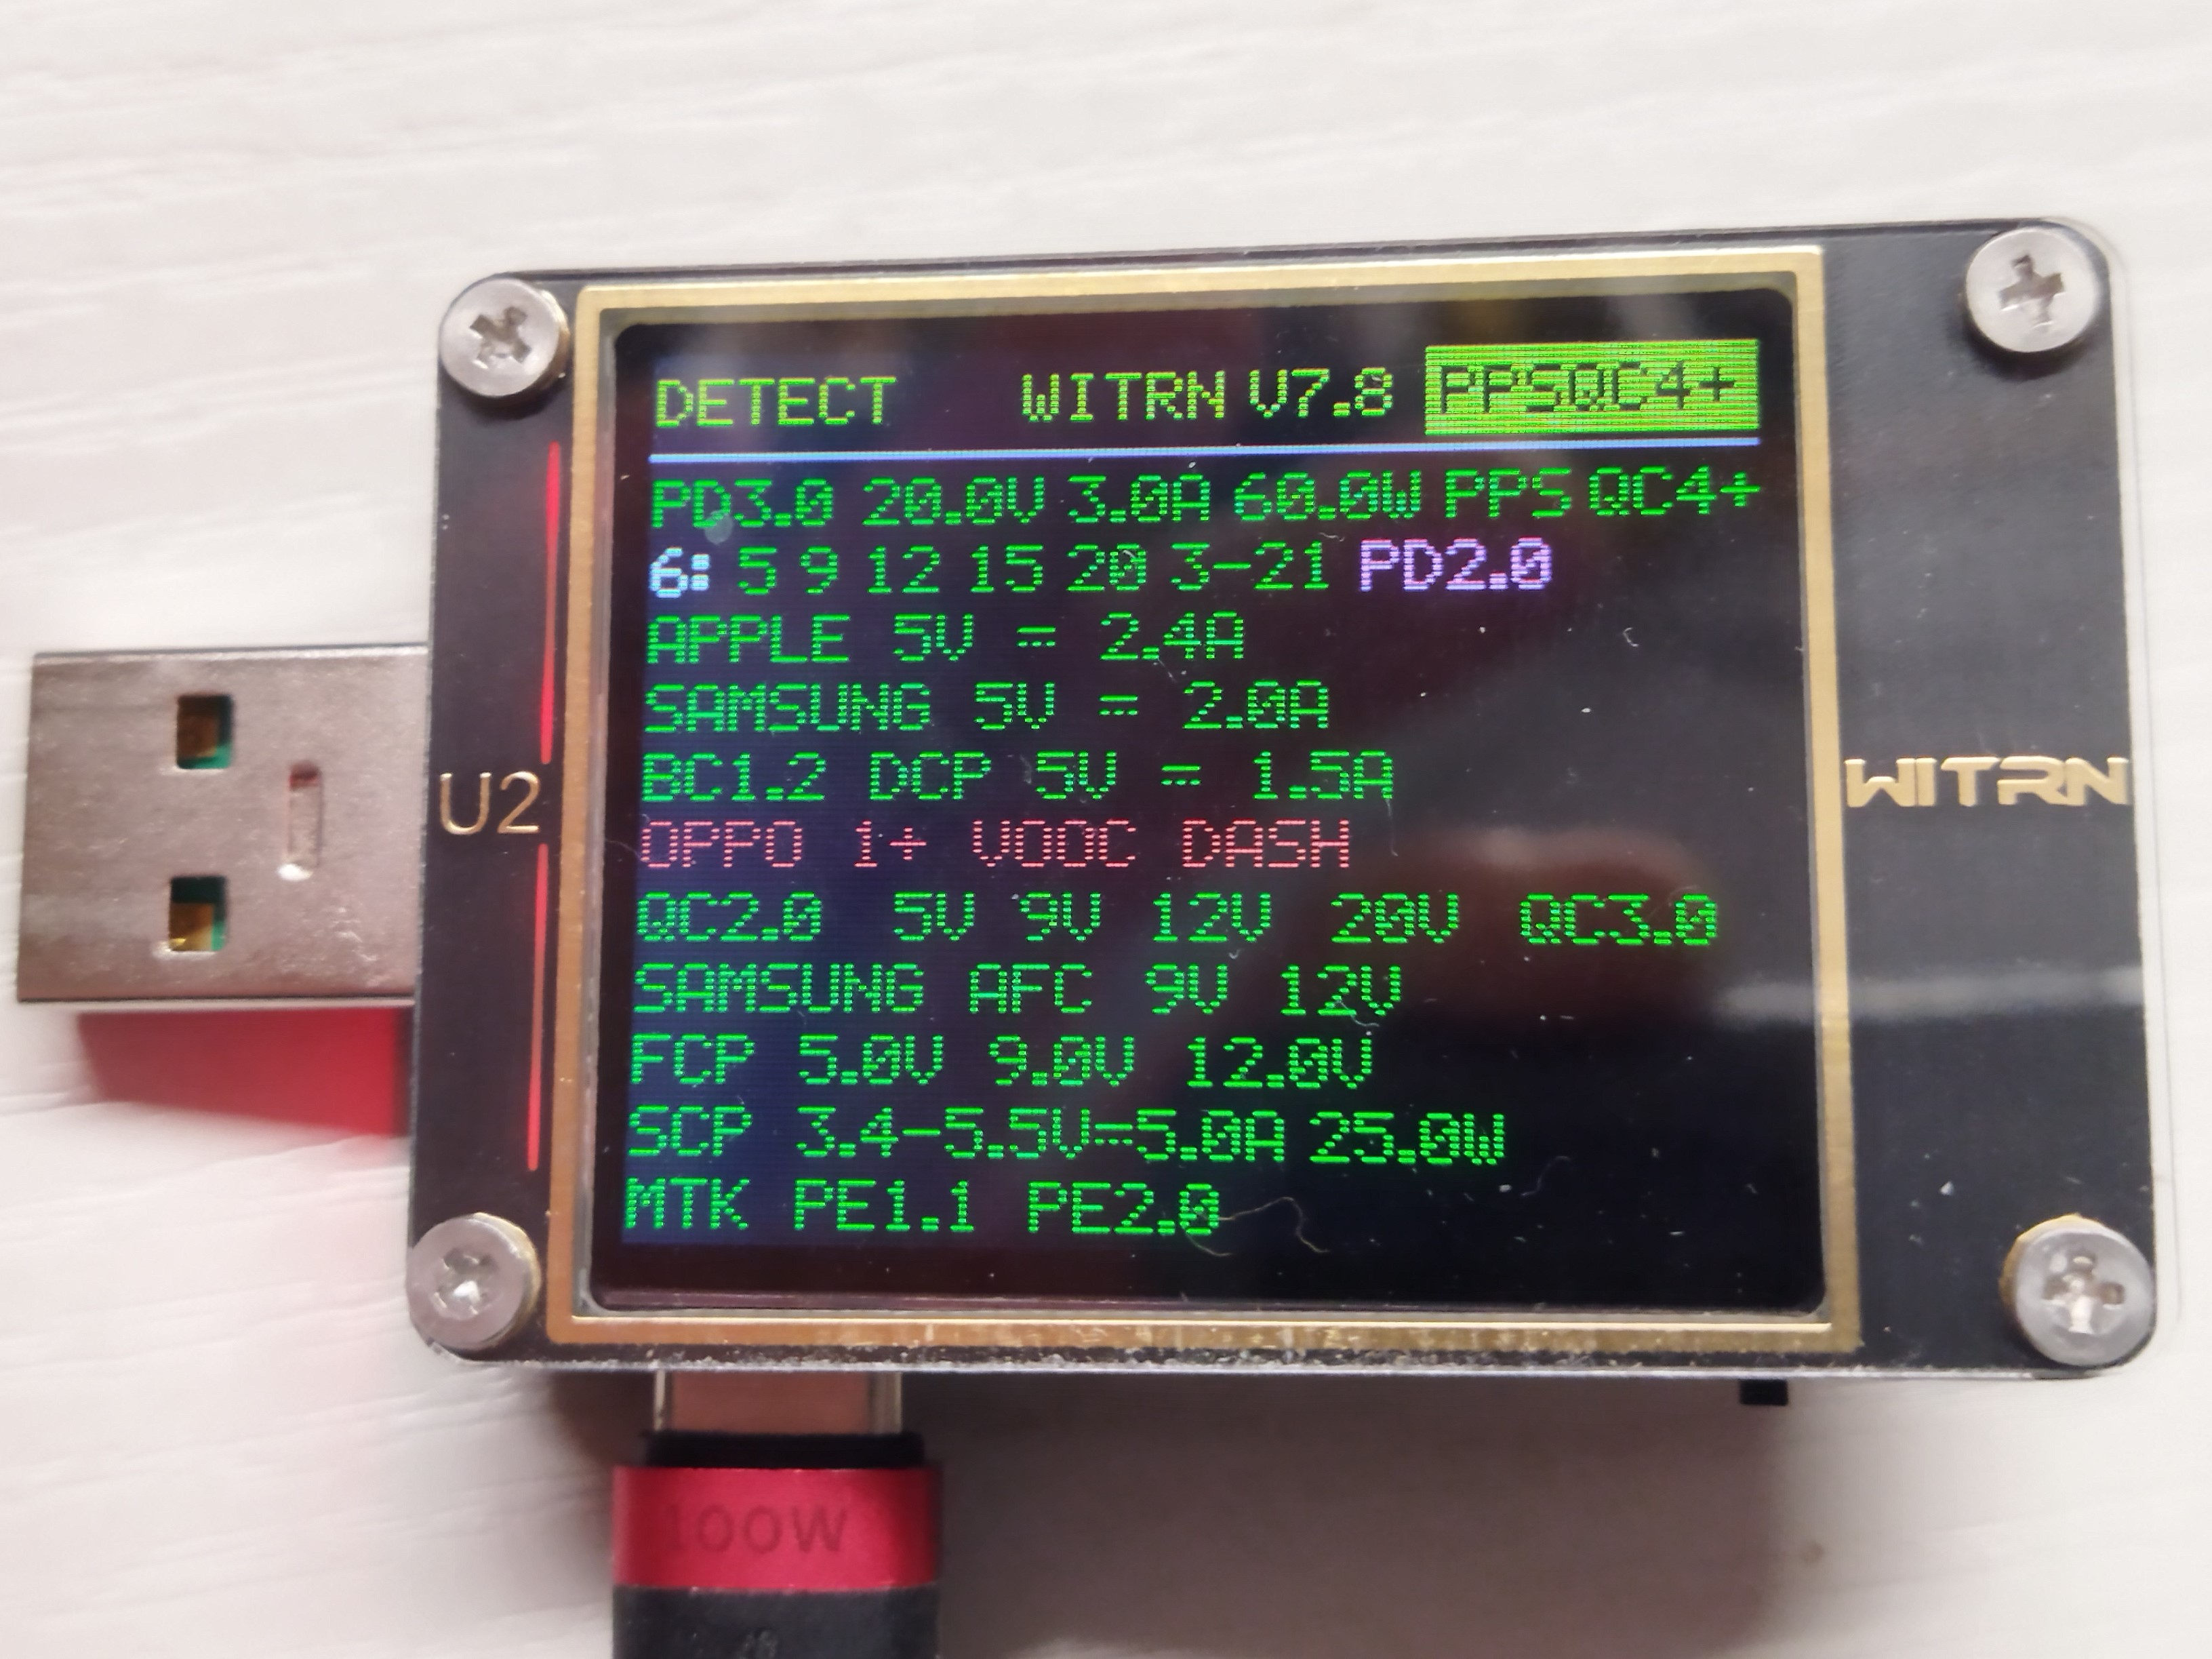 DETECT WITRN V7.8 PPSQC4+
PD3.0 20.0V 3.0A 60.0W PPS QC4+
6: 5 9 12 15 20 3-21 PD2.0
APPLE 5V = 2.4A
SAMSUNG 5V = 2.0A
BC1.2 DCP 5V = 1.5A
OPPO 1+ VOOC DASH
QC2.0 5V 9V 12V 20V QC3.0
SAMSUNG AFC 9V 12V
FCP 5.0V 9.0V 12.0V
SCP 3.4-5.5V=5.0A 25.0W
MTK PE1.1 PE2.0
U2
WITRN
100W